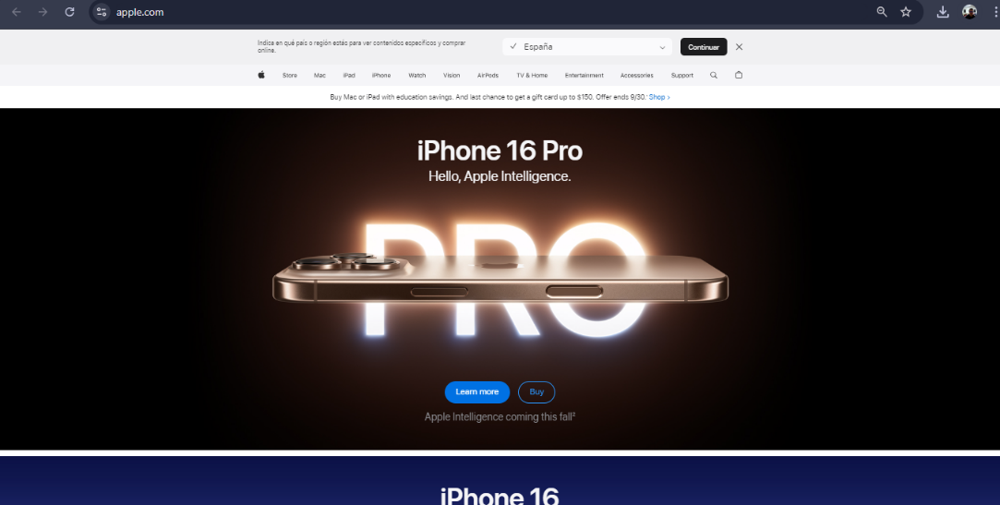 apple.com
Indica en qué país o región estás para ver contenidos específicos y comprar
online.
España
Continuar
Store Mac iPad iPhone Watch Vision AirPods TV & Home Entertainment Accessories Support
Buy Mac or iPad with education savings. And last chance to get a gift card up to $150. Offer ends 9/30.¹ Shop >
iPhone 16 Pro
Hello, Apple Intelligence.
PRO
Learn more Buy
Apple Intelligence coming this fall²
iPhone 16